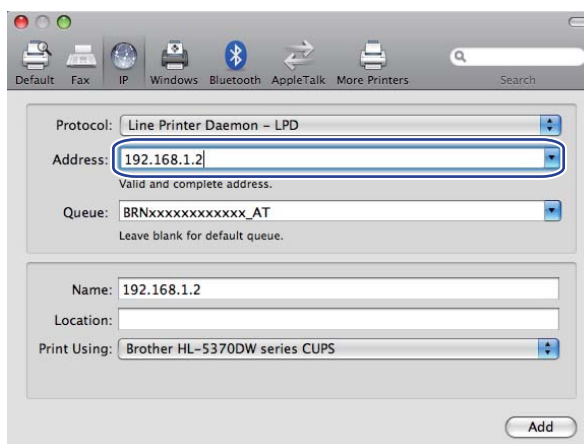 Default Fax IP Windows Bluetooth AppleTalk More Printers Search
Protocol: Line Printer Daemon – LPD
Address: 192.168.1.2
Valid and complete address.
Queue: BRNxxxxxxxxxxxx_AT
Leave blank for default queue.
Name: 192.168.1.2
Location:
Print Using: Brother HL-5370DW series CUPS
Add